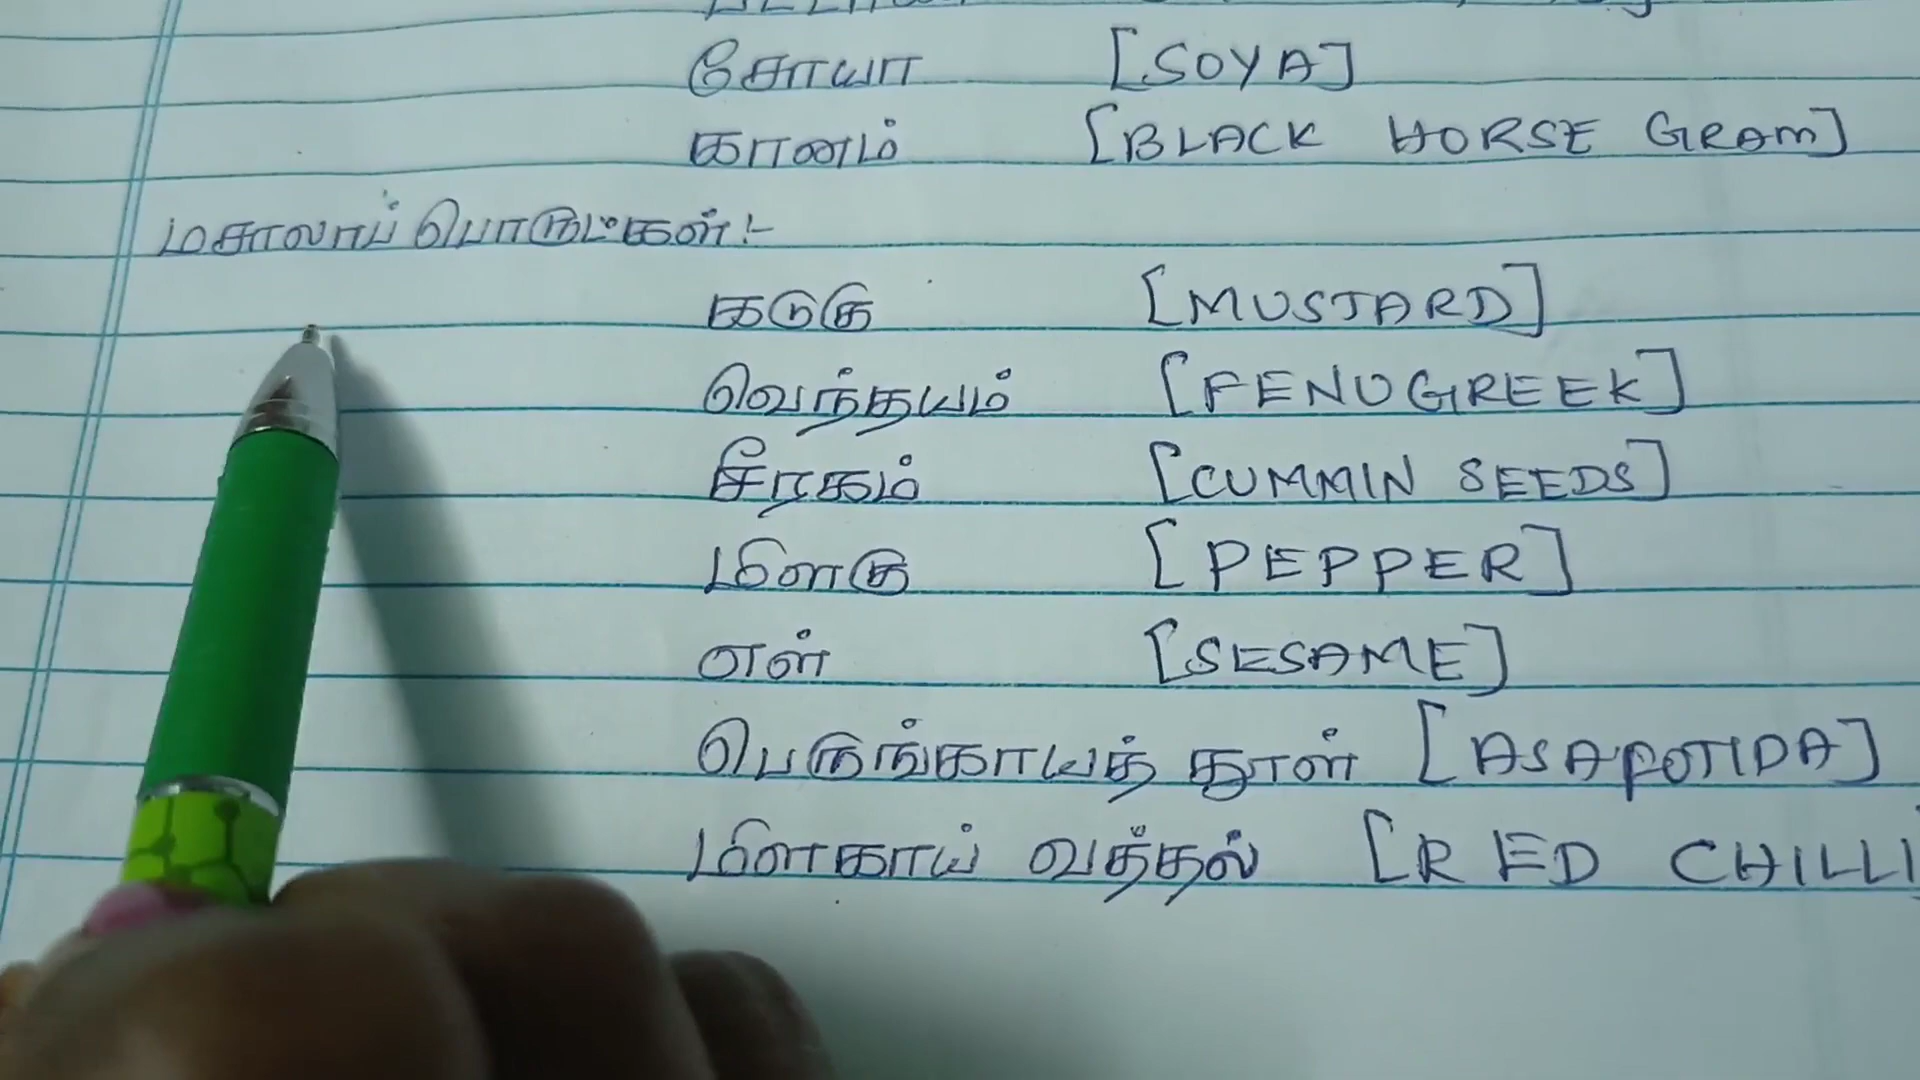 சோயா [SOYA]
கானம் [BLACK HORSE GRAM]
மசாலாப் பொருட்கள் :-
கடுகு [MUSTARD]
வெந்தயம் [FENUGREEK]
சீரகம் [CUMMIN SEEDS]
மிளகு [PEPPER]
எள் [SESAME]
பெருங்காயத் தூள் [ASAFOTIDA]
மிளகாய் வத்தல் [RED CHILLI